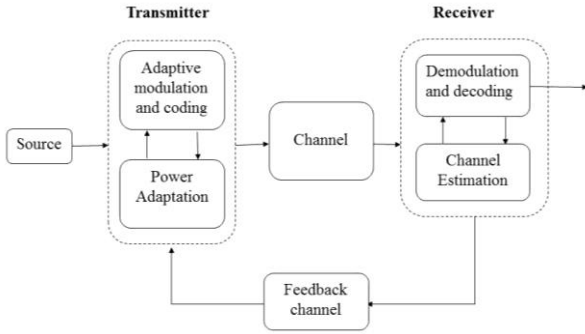 Transmitter
Receiver
Adaptive
modulation
and coding
Power
Adaptation
Source
Channel
Demodulation
and decoding
Channel
Estimation
Feedback
channel